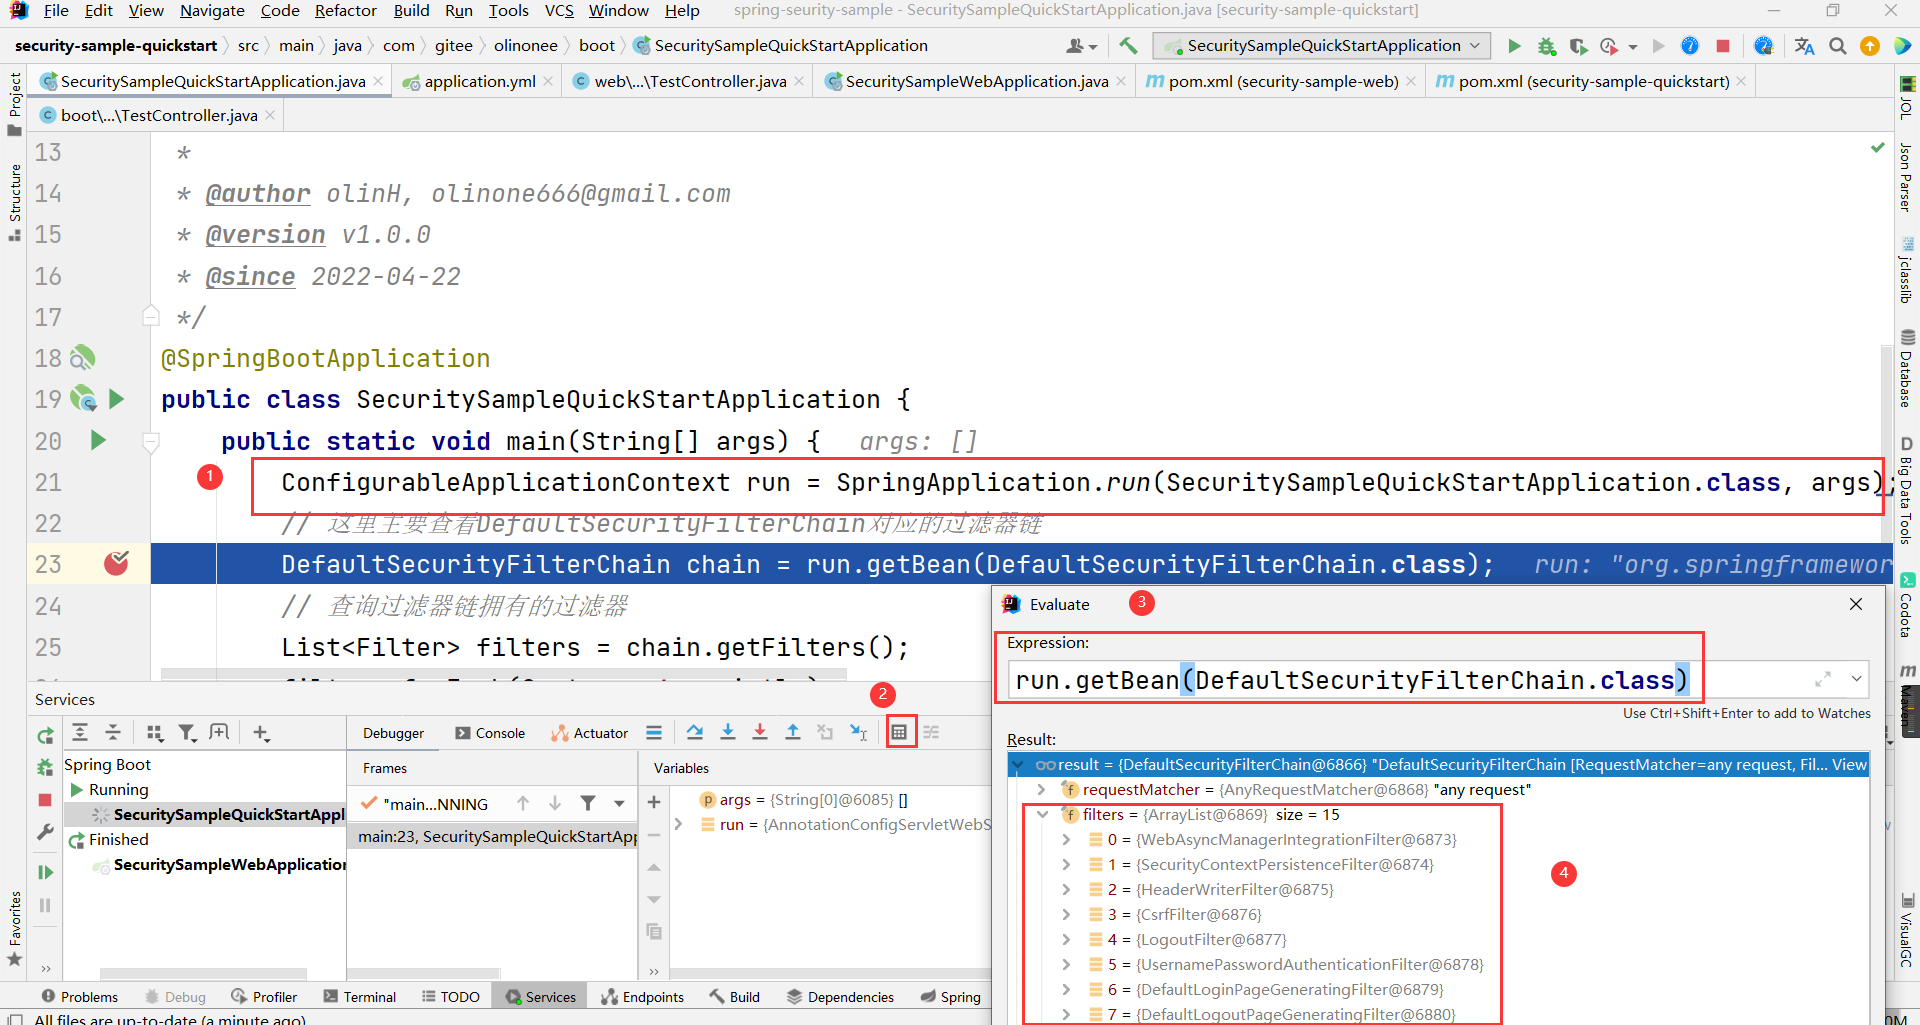 File Edit View Navigate Code Refactor Build Run Tools VCS Window Help spring-seurity-sample - SecuritySampleQuickStartApplication.java [security-sample-quickstart]
security-sample-quickstart src main java com gitee olinonee boot SecuritySampleQuickStartApplication SecuritySampleQuickStartApplication
SecuritySampleQuickStartApplication.java application.yml web\...\TestController.java SecuritySampleWebApplication.java pom.xml (security-sample-web) pom.xml (security-sample-quickstart)
boot\...\TestController.java
Project
Structure
Favorites
13 *
14 * @author olinH, olinone666@gmail.com
15 * @version v1.0.0
16 * @since 2022-04-22
17 */
18 @SpringBootApplication
19 public class SecuritySampleQuickStartApplication {
20 public static void main(String[] args) { args: []
1
21 ConfigurableApplicationContext run = SpringApplication.run(SecuritySampleQuickStartApplication.class, args);
22 // 这里主要查看DefaultSecurityFilterChain对应的过滤器链
23 DefaultSecurityFilterChain chain = run.getBean(DefaultSecurityFilterChain.class); run: "org.springframewor
24 // 查询过滤器链拥有的过滤器
25 List<Filter> filters = chain.getFilters();
JOL
Json Parser
jclasslib
Database
Big Data Tools
Codota
Maven
VisualGC
Services
2
Debugger Console Actuator
Spring Boot
Running
SecuritySampleQuickStartAppl
Finished
SecuritySampleWebApplication
Frames
"main...NNING
main:23, SecuritySampleQuickStartApp
Variables
args = {String[0]@6085} []
run = {AnnotationConfigServletWebS
Evaluate
3
Expression:
run.getBean(DefaultSecurityFilterChain.class)
Use Ctrl+Shift+Enter to add to Watches
Result:
result = {DefaultSecurityFilterChain@6866} "DefaultSecurityFilterChain [RequestMatcher=any request, Fil... View
requestMatcher = {AnyRequestMatcher@6868} "any request"
filters = {ArrayList@6869} size = 15
0 = {WebAsyncManagerIntegrationFilter@6873}
1 = {SecurityContextPersistenceFilter@6874}
2 = {HeaderWriterFilter@6875}
3 = {CsrfFilter@6876}
4 = {LogoutFilter@6877}
5 = {UsernamePasswordAuthenticationFilter@6878}
6 = {DefaultLoginPageGeneratingFilter@6879}
7 = {DefaultLogoutPageGeneratingFilter@6880}
4
Problems Debug Profiler Terminal TODO Services Endpoints Build Dependencies Spring
All files are up-to-date (a minute ago)